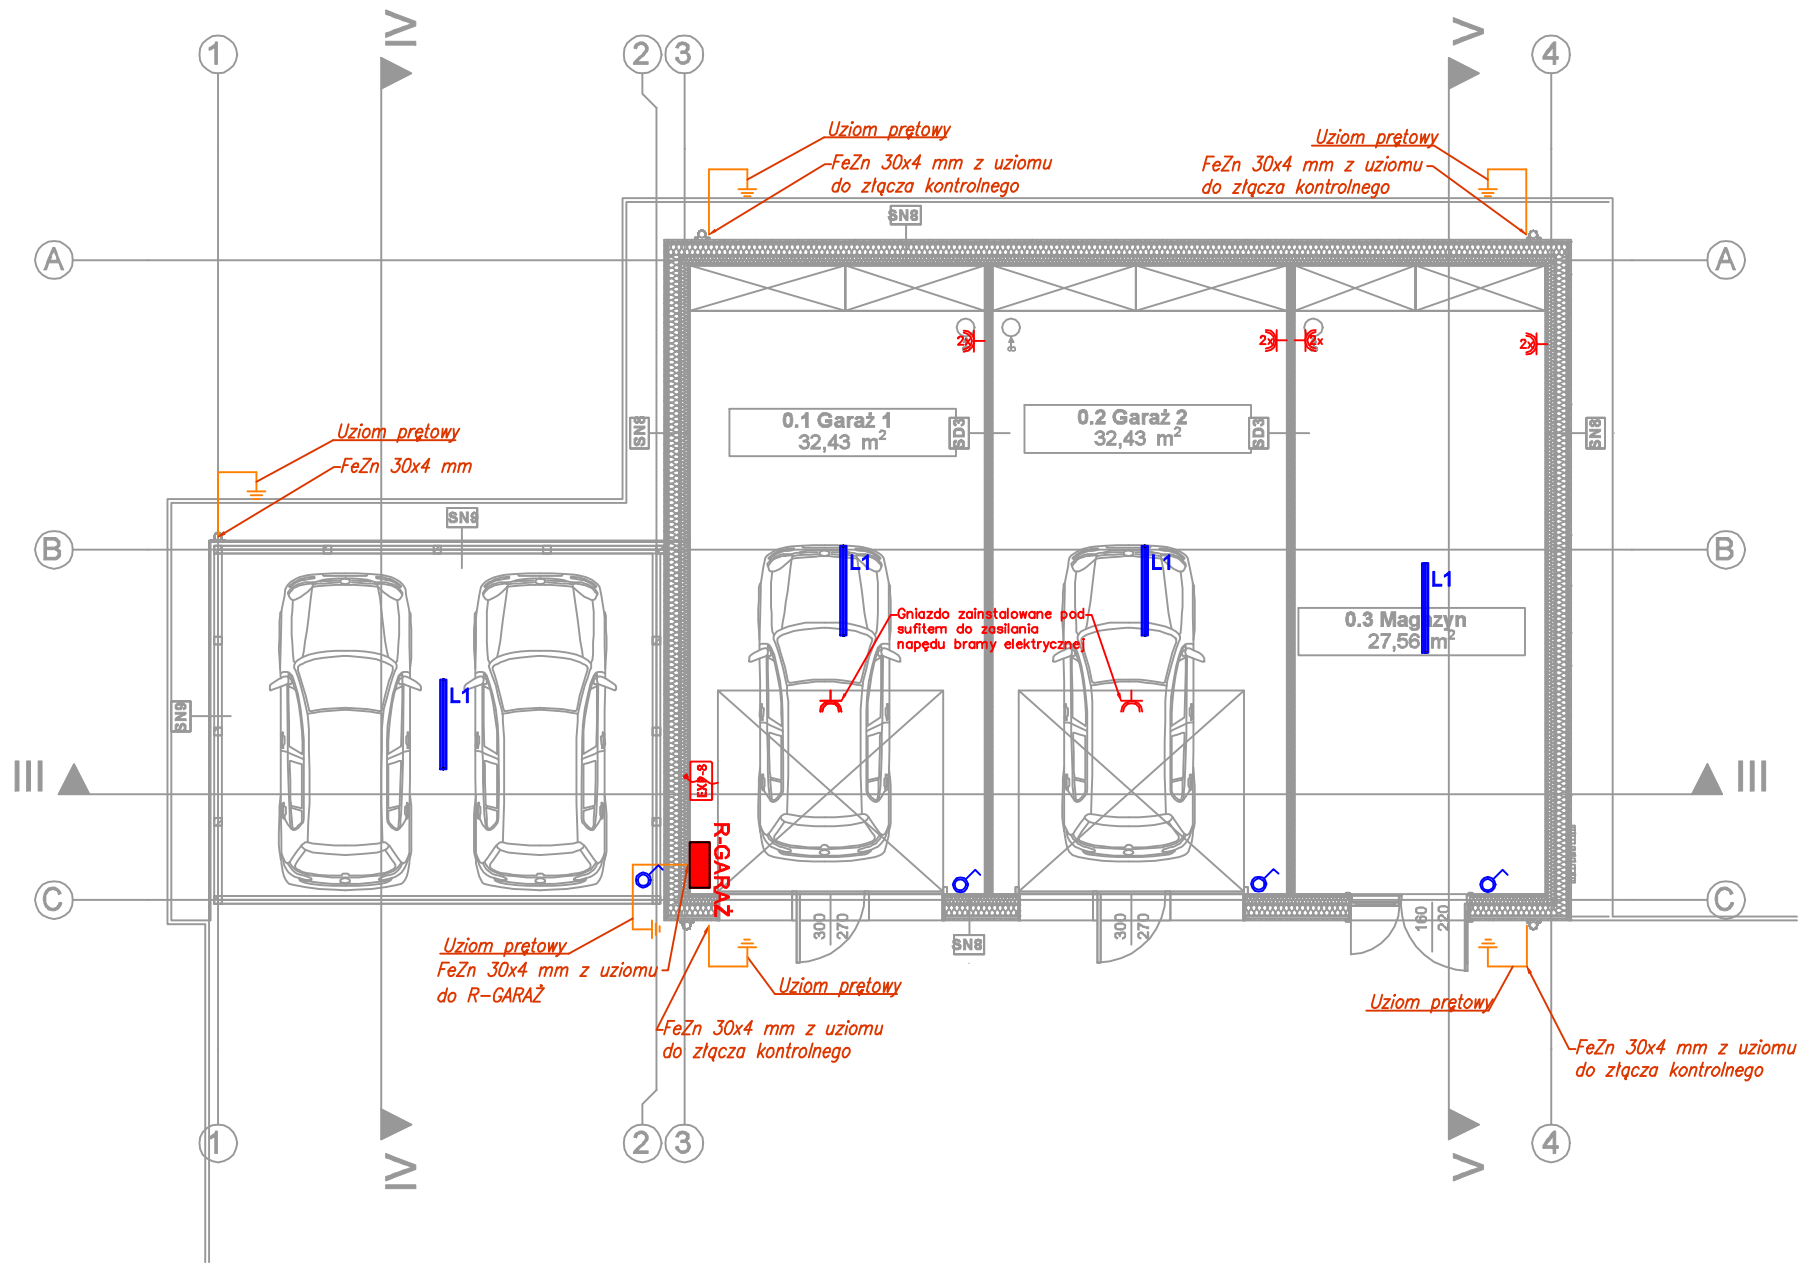 IV
V
1
2
3
4
Uziom prętowy
FeZn 30x4 mm z uziomu
do złącza kontrolnego
Uziom prętowy
FeZn 30x4 mm z uziomu
do złącza kontrolnego
SN8
A
A
2x
2x
2x
2x
Uziom prętowy
FeZn 30x4 mm
SN8
0.1 Garaż 1
32,43 m²
SD3
0.2 Garaż 2
32,43 m²
SD3
SN8
SN9
B
B
L1
L1
L1
Gniazdo zainstalowane pod
sufitem do zasilania
napędu bramy elektrycznej
0.3 Magazyn
27,56 m²
L1
SN9
III
III
R-GARAŻ
C
C
300
270
300
270
160
220
SN8
Uziom prętowy
FeZn 30x4 mm z uziomu
do R-GARAŻ
Uziom prętowy
FeZn 30x4 mm z uziomu
do złącza kontrolnego
Uziom prętowy
FeZn 30x4 mm z uziomu
do złącza kontrolnego
1
2
3
4
IV
V